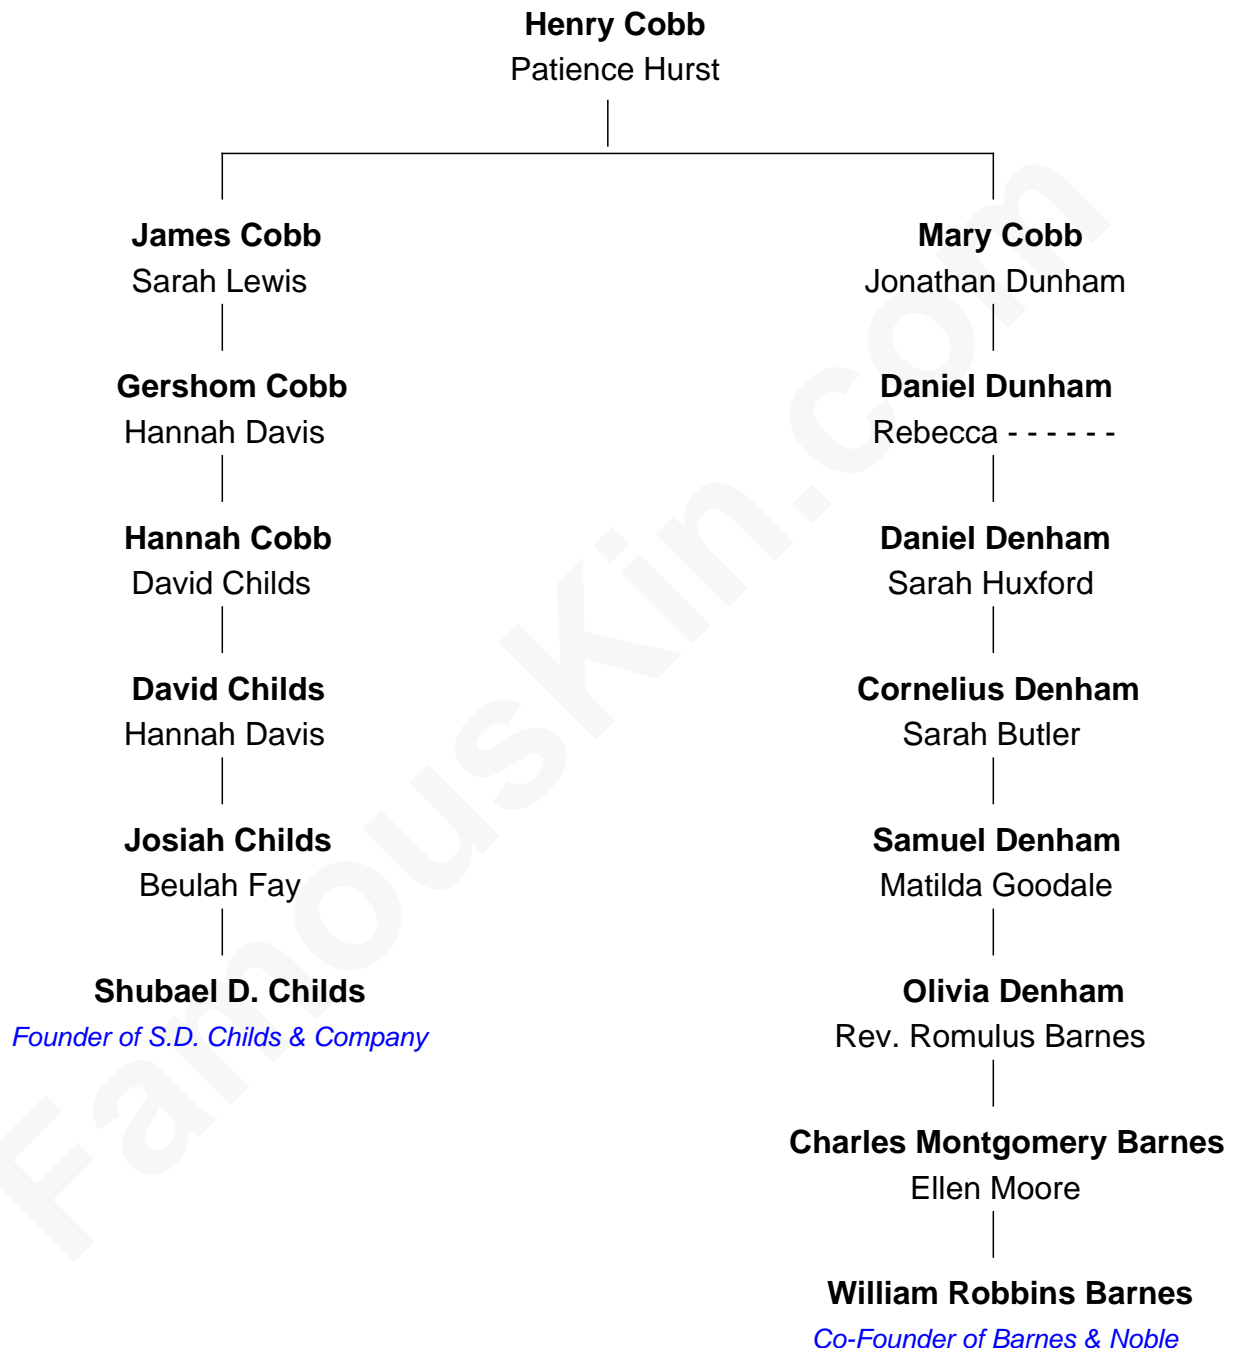 Henry Cobb
Patience Hurst
James Cobb
Sarah Lewis
Mary Cobb
Jonathan Dunham
Gershom Cobb
Hannah Davis
Daniel Dunham
Rebecca - - - - - -
Hannah Cobb
David Childs
Daniel Denham
Sarah Huxford
David Childs
Hannah Davis
Cornelius Denham
Sarah Butler
Josiah Childs
Beulah Fay
Samuel Denham
Matilda Goodale
Shubael D. Childs
Founder of S.D. Childs & Company
Olivia Denham
Rev. Romulus Barnes
Charles Montgomery Barnes
Ellen Moore
William Robbins Barnes
Co-Founder of Barnes & Noble
FamousKin.com